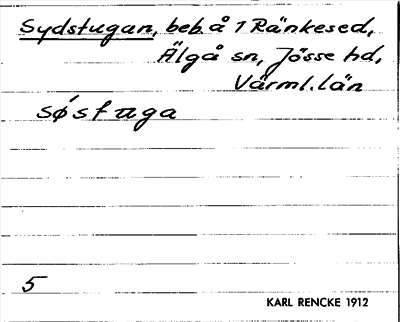 Sydstugan, beb. å 1 Ränkesed,
Älgå sn, Jösse hd,
Värml. län
sǿstuga
5
KARL RENCKE 1912